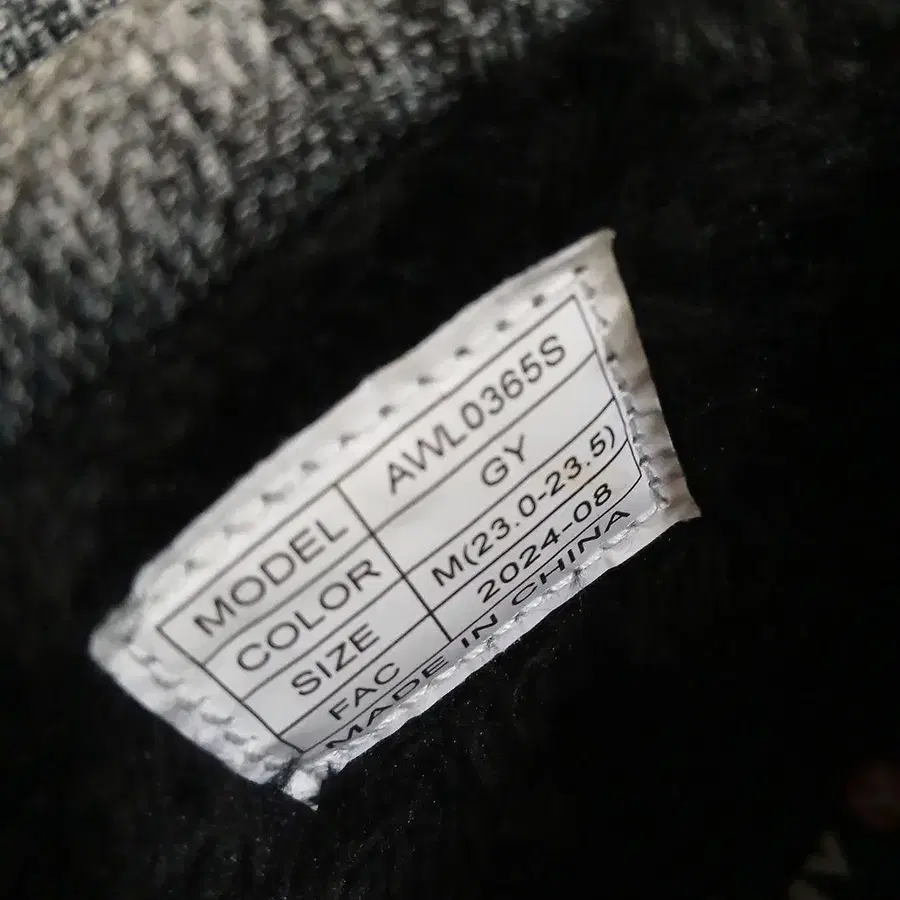 MODEL AWL0365S
COLOR GY
SIZE M(23.0-23.5)
FAC 2024-08
MADE IN CHINA